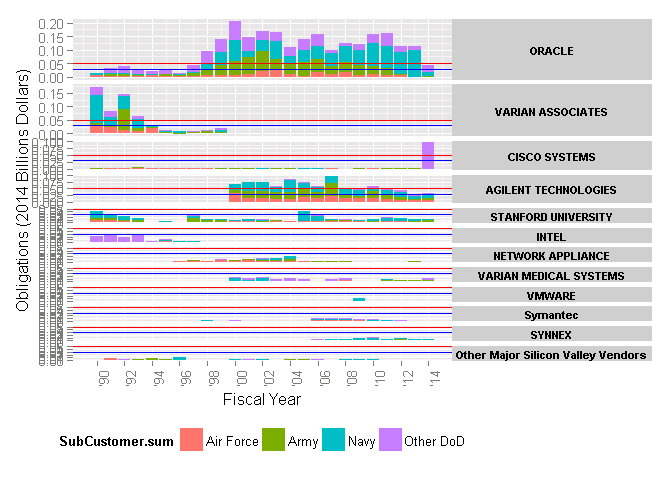 Obligations (2014 Billions Dollars)
0.20
0.15
0.10
0.05
0.00
ORACLE
0.15
0.10
0.05
0.00
VARIAN ASSOCIATES
CISCO SYSTEMS
AGILENT TECHNOLOGIES
STANFORD UNIVERSITY
INTEL
NETWORK APPLIANCE
VARIAN MEDICAL SYSTEMS
VMWARE
Symantec
SYNNEX
Other Major Silicon Valley Vendors
'90 '92 '94 '96 '98 '00 '02 '04 '06 '08 '10 '12 '14
Fiscal Year
SubCustomer.sum Air Force Army Navy Other DoD